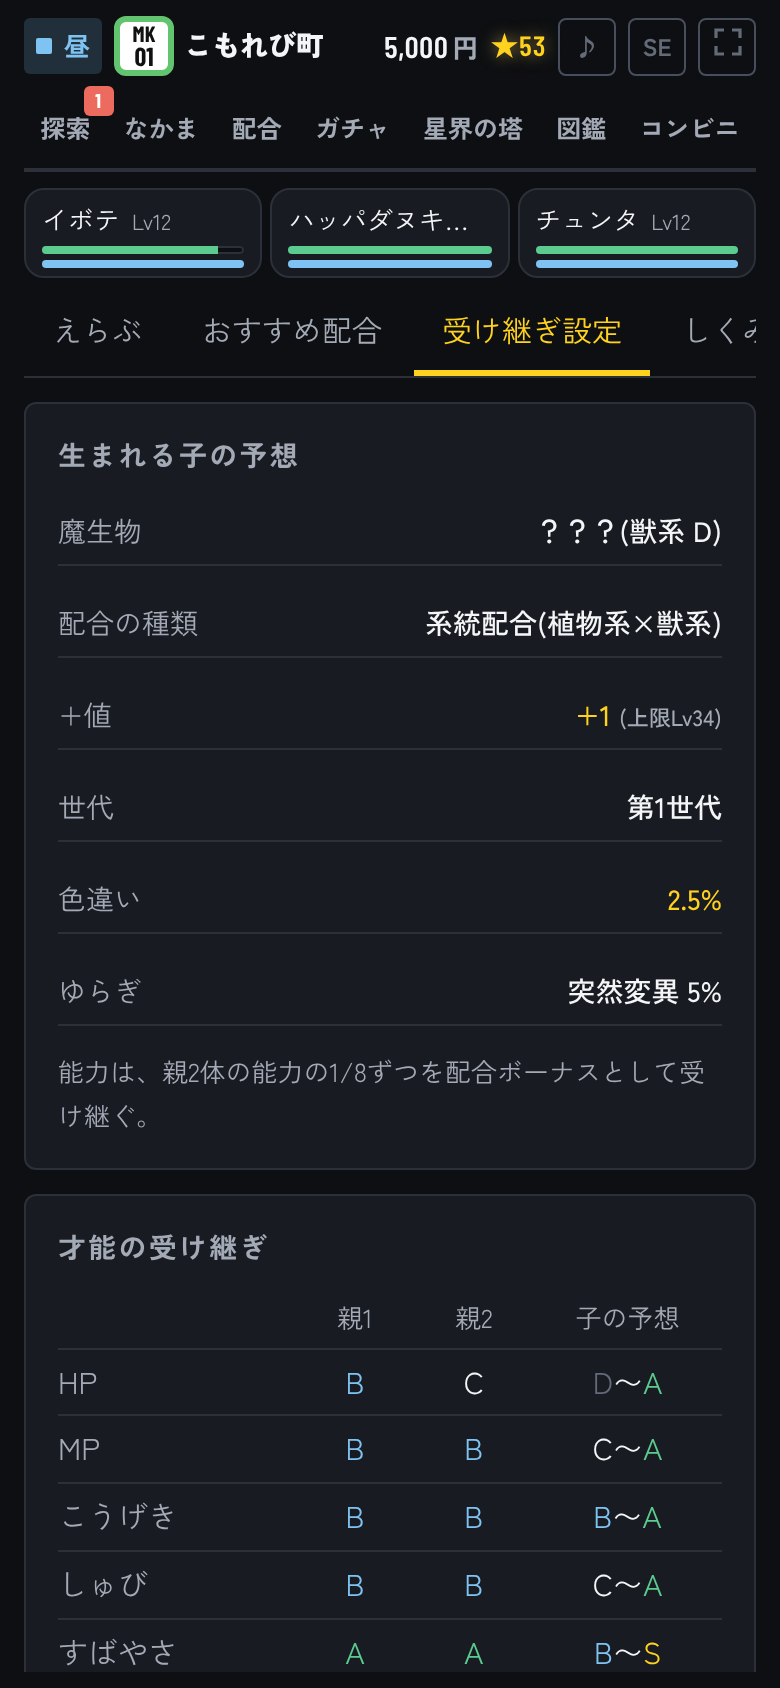 昼 MK 01 こもれび町 5,000 円 ★53 ♪ SE
探索 1 なかま 配合 ガチャ 星界の塔 図鑑 コンビニ
イボテ Lv12 ハッパダヌキ… チュンタ Lv12
えらぶ おすすめ配合 受け継ぎ設定 しくみ
生まれる子の予想
魔生物 ？？？(獣系 D)
配合の種類 系統配合(植物系×獣系)
＋値 +1 (上限Lv34)
世代 第1世代
色違い 2.5%
ゆらぎ 突然変異 5%
能力は、親2体の能力の1/8ずつを配合ボーナスとして受
け継ぐ。
才能の受け継ぎ
親1 親2 子の予想
HP B C D〜A
MP B B C〜A
こうげき B B B〜A
しゅび B B C〜A
すばやさ A A B〜S